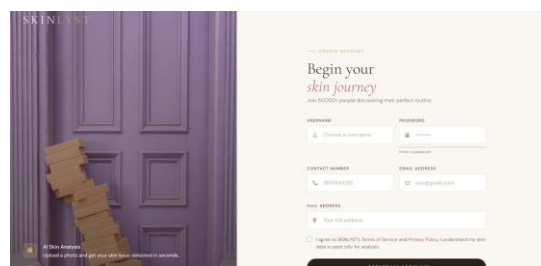 SKINLYST
CREATE ACCOUNT
Begin your
skin journey
Join 50,000+ people discovering their perfect routine
USERNAME
PASSWORD
Choose a username
Enter a password
CONTACT NUMBER
EMAIL ADDRESS
you@gmail.com
FULL ADDRESS
Your full address
I agree to SKINLYST's Terms of Service and Privacy Policy. I understand my skin
data is used only for analysis.
AI Skin Analysis
Upload a photo and get your skin issue detected in seconds.